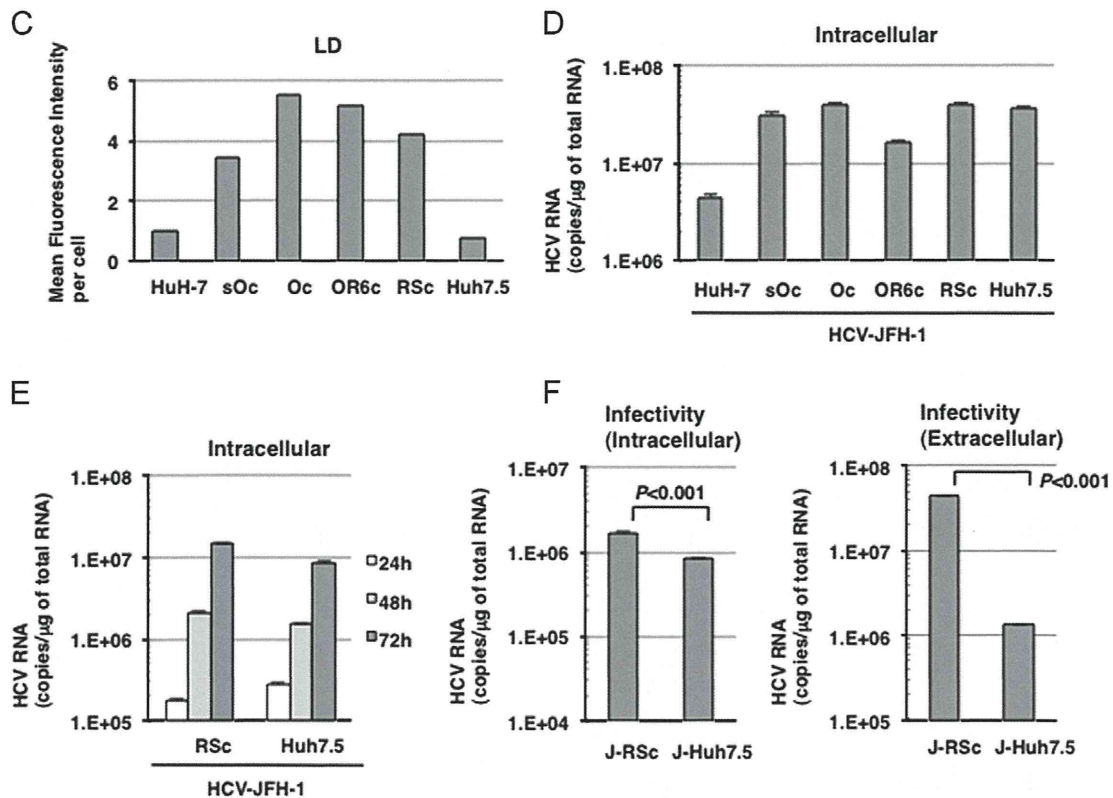 C
LD
Mean Fluorescence Intensity
per cell
6
4
2
0
HuH-7 sOc Oc OR6c RSc Huh7.5
D
Intracellular
HCV RNA
(copies/μg of total RNA)
1.E+08
1.E+07
1.E+06
HuH-7 sOc Oc OR6c RSc Huh7.5
HCV-JFH-1
E
Intracellular
HCV RNA
(copies/μg of total RNA)
1.E+08
1.E+07
1.E+06
1.E+05
24h
48h
72h
RSc Huh7.5
HCV-JFH-1
F
Infectivity
(Intracellular)
HCV RNA
(copies/μg of total RNA)
1.E+07
1.E+06
1.E+05
1.E+04
P<0.001
J-RSc J-Huh7.5
Infectivity
(Extracellular)
HCV RNA
(copies/μg of total RNA)
1.E+08
1.E+07
1.E+06
1.E+05
P<0.001
J-RSc J-Huh7.5